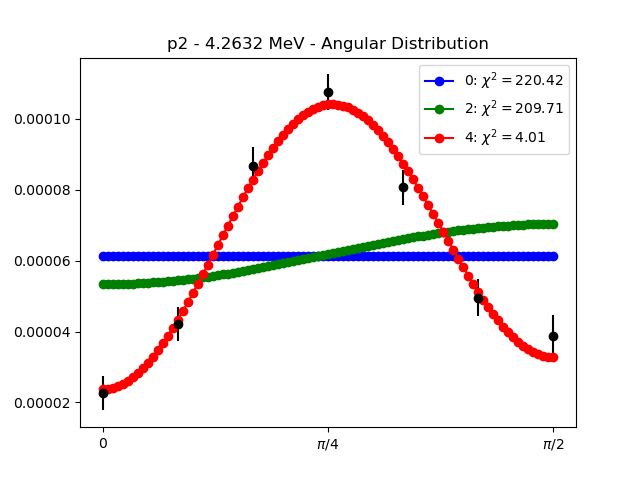 p2 - 4.2632 MeV - Angular Distribution
0: χ² = 220.42
2: χ² = 209.71
4: χ² = 4.01
0.00010
0.00008
0.00006
0.00004
0.00002
0 π/4 π/2